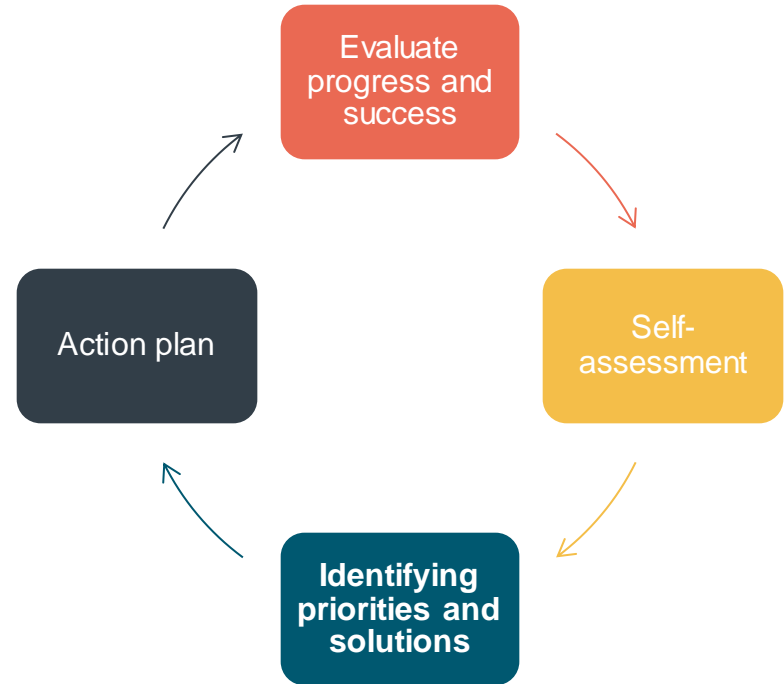 Evaluate
progress and
success
Action plan
Self-
assessment
Identifying
priorities and
solutions